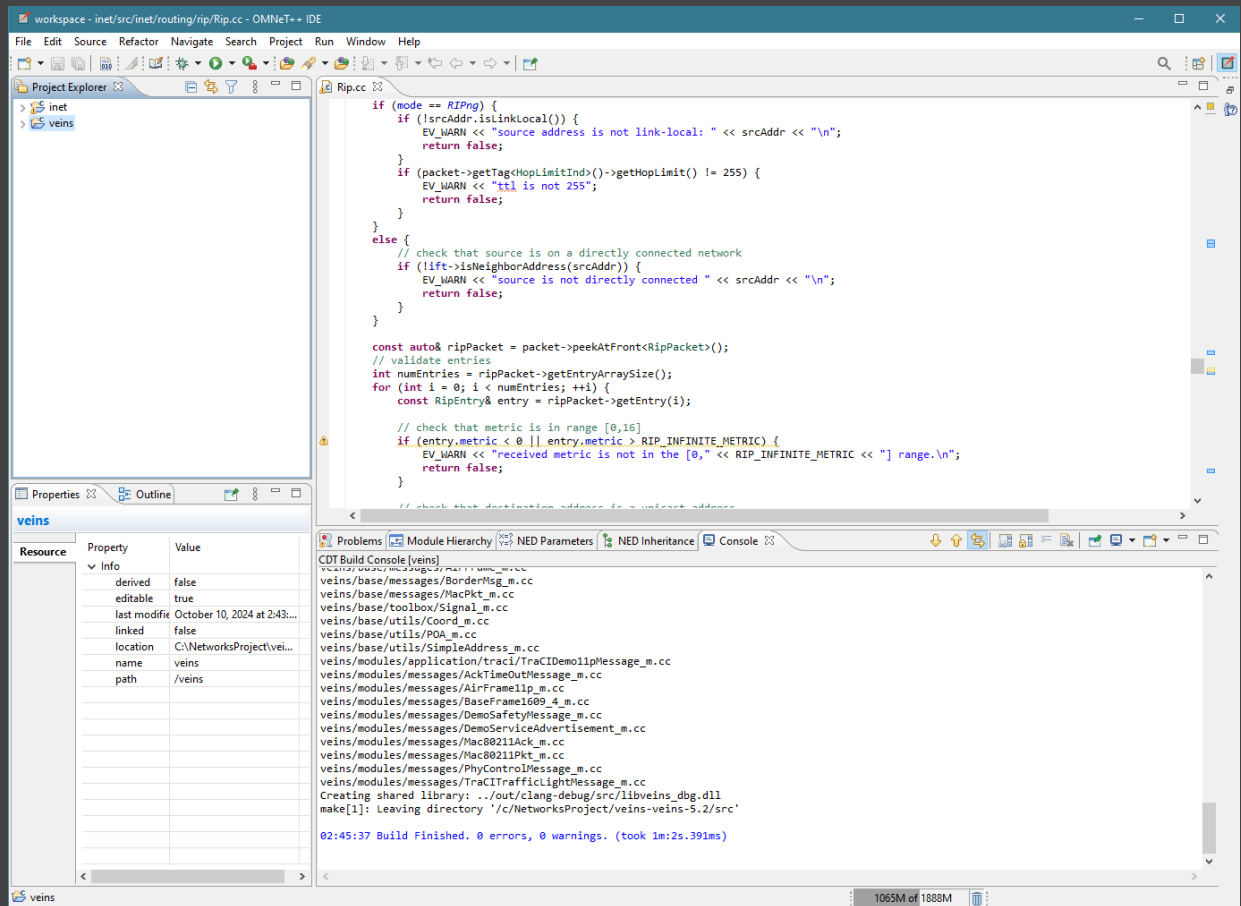 workspace - inet/src/inet/routing/rip/Rip.cc - OMNeT++ IDE
File Edit Source Refactor Navigate Search Project Run Window Help
Project Explorer
inet
veins
Rip.cc
if (mode == RIPng) {
if (!srcAddr.isLinkLocal()) {
EV_WARN << "source address is not link-local: " << srcAddr << "\n";
return false;
}
if (packet->getTag<HopLimitInd>()->getHopLimit() != 255) {
EV_WARN << "ttl is not 255";
return false;
}
}
else {
// check that source is on a directly connected network
if (!ift->isNeighborAddress(srcAddr)) {
EV_WARN << "source is not directly connected " << srcAddr << "\n";
return false;
}
}
const auto& ripPacket = packet->peekAtFront<RipPacket>();
// validate entries
int numEntries = ripPacket->getEntryArraySize();
for (int i = 0; i < numEntries; ++i) {
const RipEntry& entry = ripPacket->getEntry(i);
// check that metric is in range [0,16]
if (entry.metric < 0 || entry.metric > RIP_INFINITE_METRIC) {
EV_WARN << "received metric is not in the [0," << RIP_INFINITE_METRIC << "] range.\n";
return false;
}
// check that destination address is a unicast address
Properties Outline
veins
Resource
Property Value
Info
derived false
editable true
last modifie October 10, 2024 at 2:43:...
linked false
location C:\NetworksProject\vei...
name veins
path /veins
Problems Module Hierarchy NED Parameters NED Inheritance Console
CDT Build Console [veins]
veins/base/messages/AirFrame_m.cc
veins/base/messages/BorderMsg_m.cc
veins/base/messages/MacPkt_m.cc
veins/base/toolbox/Signal_m.cc
veins/base/utils/Coord_m.cc
veins/base/utils/POA_m.cc
veins/base/utils/SimpleAddress_m.cc
veins/modules/application/traci/TraCIDemo11pMessage_m.cc
veins/modules/messages/AckTimeOutMessage_m.cc
veins/modules/messages/AirFrame11p_m.cc
veins/modules/messages/BaseFrame1609_4_m.cc
veins/modules/messages/DemoSafetyMessage_m.cc
veins/modules/messages/DemoServiceAdvertisement_m.cc
veins/modules/messages/Mac80211Ack_m.cc
veins/modules/messages/Mac80211Pkt_m.cc
veins/modules/messages/PhyControlMessage_m.cc
veins/modules/messages/TraCITrafficLightMessage_m.cc
Creating shared library: ../out/clang-debug/src/libveins_dbg.dll
make[1]: Leaving directory '/c/NetworksProject/veins-veins-5.2/src'
02:45:37 Build Finished. 0 errors, 0 warnings. (took 1m:2s.391ms)
veins
1065M of 1888M